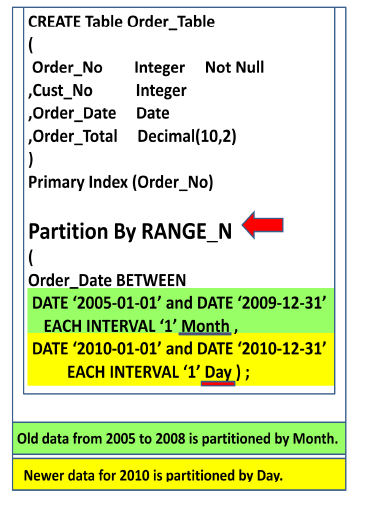 CREATE Table Order_Table
(
Order_No Integer Not Null
,Cust_No Integer
,Order_Date Date
,Order_Total Decimal(10,2)
)
Primary Index (Order_No)
Partition By RANGE_N
(
Order_Date BETWEEN
DATE ‘2005-01-01’ and DATE ‘2009-12-31’
EACH INTERVAL ‘1’ Month ,
DATE ‘2010-01-01’ and DATE ‘2010-12-31’
EACH INTERVAL ‘1’ Day ) ;
Old data from 2005 to 2008 is partitioned by Month.
Newer data for 2010 is partitioned by Day.